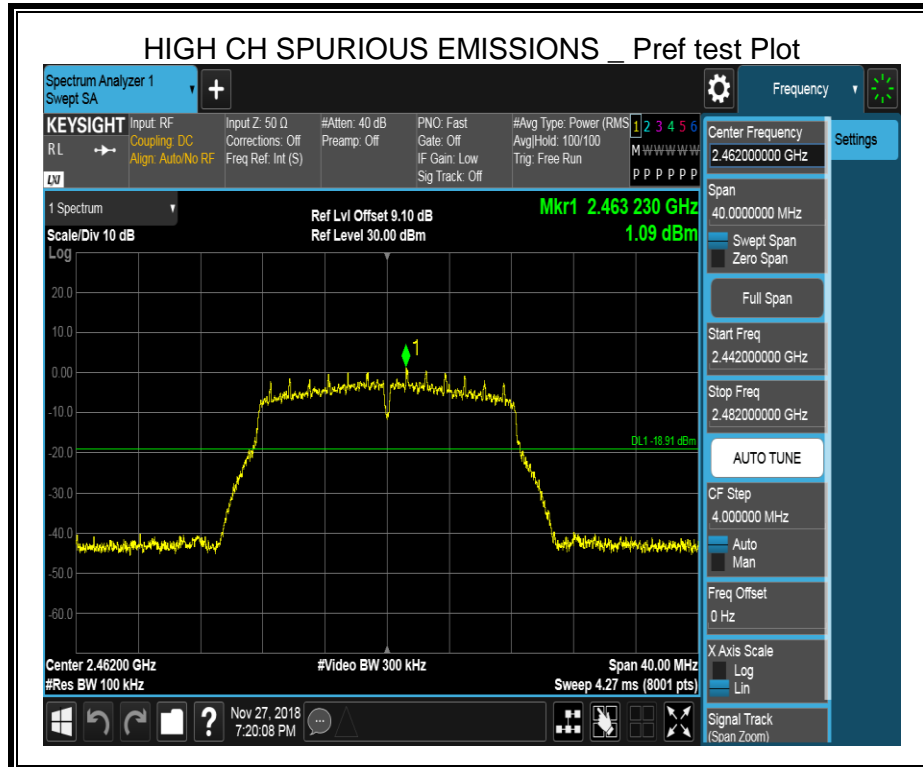 HIGH CH SPURIOUS EMISSIONS _ Pref test Plot
Spectrum Analyzer 1
Swept SA
+
Frequency
KEYSIGHT
RL
LXI
Input: RF
Coupling: DC
Align: Auto/No RF
Input Z: 50 Ω
Corrections: Off
Freq Ref: Int (S)
#Atten: 40 dB
Preamp: Off
PNO: Fast
Gate: Off
IF Gain: Low
Sig Track: Off
#Avg Type: Power (RMS
Avg|Hold: 100/100
Trig: Free Run
1 2 3 4 5 6
M W W W W W
P P P P P P
Center Frequency
2.462000000 GHz
Settings
Span
40.0000000 MHz
Swept Span
Zero Span
Full Span
Start Freq
2.442000000 GHz
Stop Freq
2.482000000 GHz
AUTO TUNE
CF Step
4.000000 MHz
Auto
Man
Freq Offset
0 Hz
X Axis Scale
Log
Lin
Signal Track
(Span Zoom)
1 Spectrum
Scale/Div 10 dB
Log
Ref Lvl Offset 9.10 dB
Ref Level 30.00 dBm
Mkr1 2.463 230 GHz
1.09 dBm
20.0
10.0
0.00
1
-10.0
DL1 -18.91 dBm
-20.0
-30.0
-40.0
-50.0
-60.0
Center 2.46200 GHz
#Res BW 100 kHz
#Video BW 300 kHz
Span 40.00 MHz
Sweep 4.27 ms (8001 pts)
?
Nov 27, 2018
7:20:08 PM